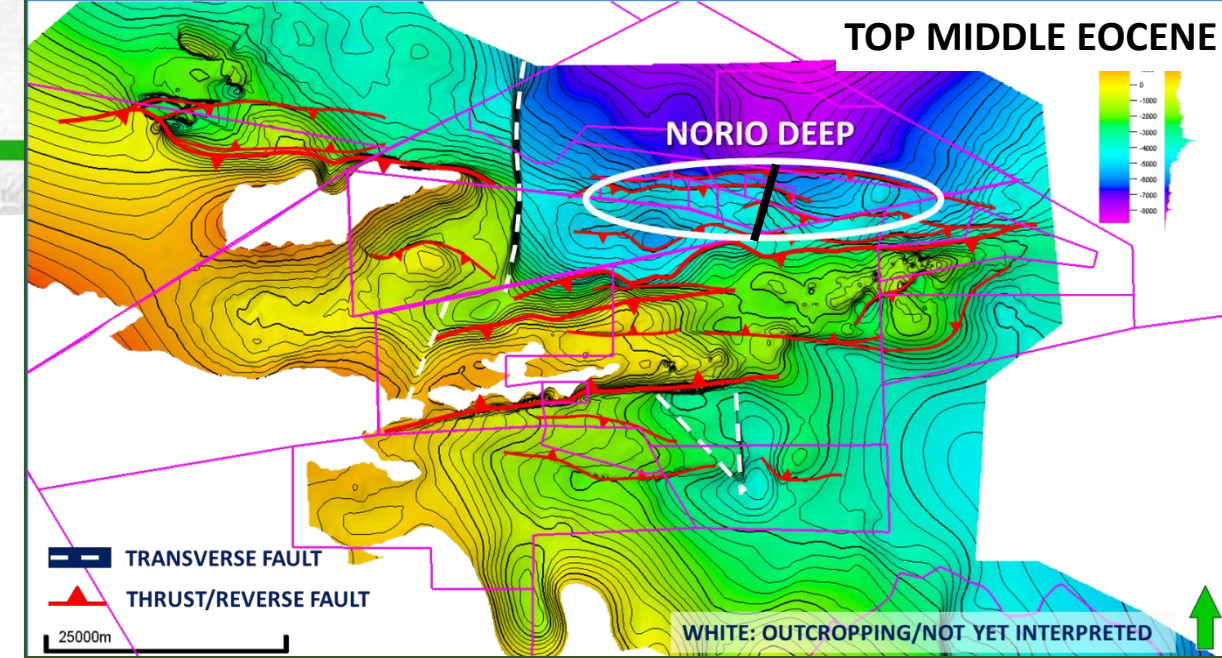 TOP MIDDLE EOCENE
0
-1000
-2000
-3000
-4000
-5000
-6000
-7000
-8000
NORIO DEEP
TRANSVERSE FAULT
THRUST/REVERSE FAULT
25000m
WHITE: OUTCROPPING/NOT YET INTERPRETED